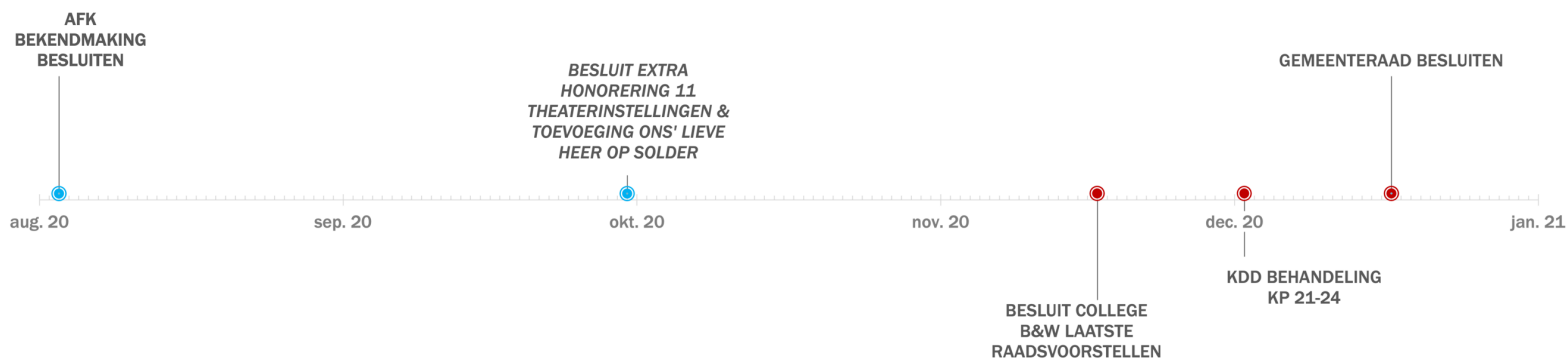 AFK
BEKENDMAKING
BESLUITEN
BESLUIT EXTRA
HONORERING 11
THEATERINSTELLINGEN &
TOEVOEGING ONS' LIEVE
HEER OP SOLDER
GEMEENTERAAD BESLUITEN
aug. 20
sep. 20
okt. 20
nov. 20
dec. 20
jan. 21
BESLUIT COLLEGE
B&W LAATSTE
RAADSVOORSTELLEN
KDD BEHANDELING
KP 21-24